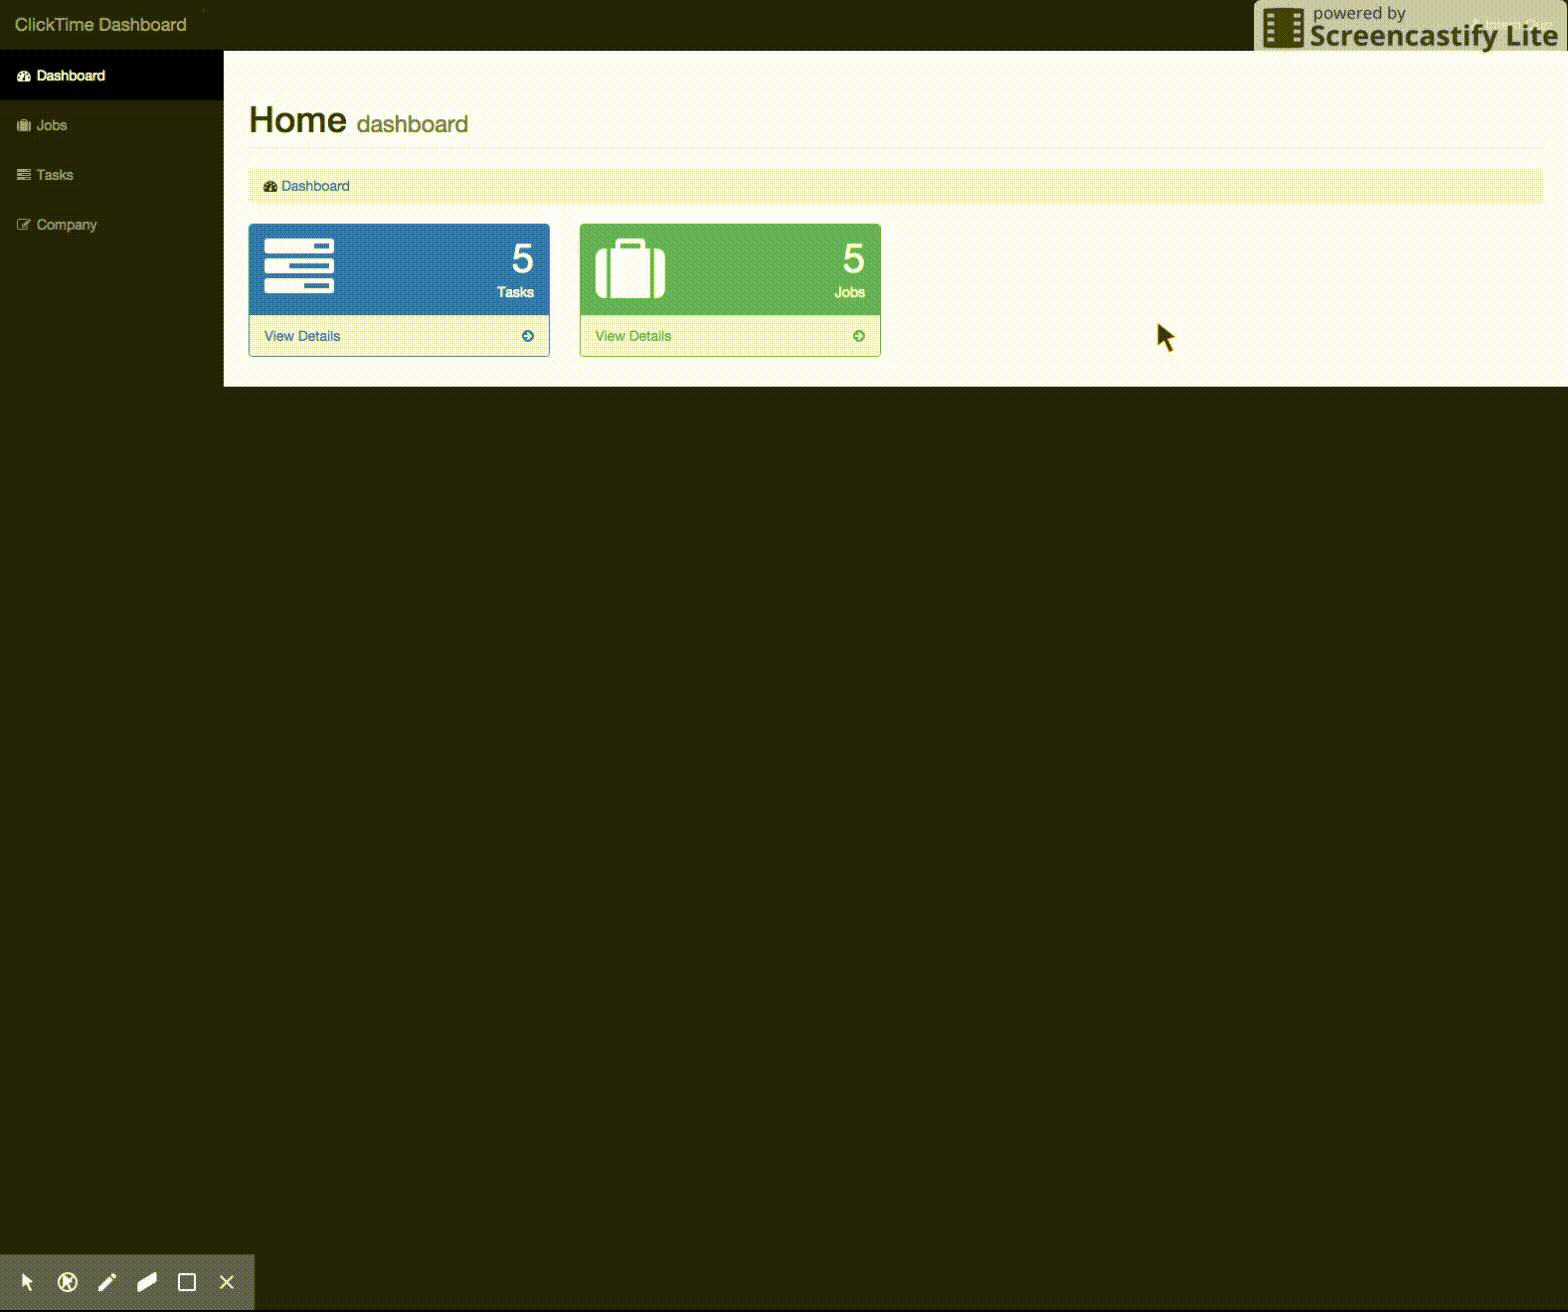 ClickTime Dashboard
powered by
Screencastify Lite
Dashboard
Jobs
Tasks
Company
Home dashboard
Dashboard
5
Tasks
View Details
5
Jobs
View Details